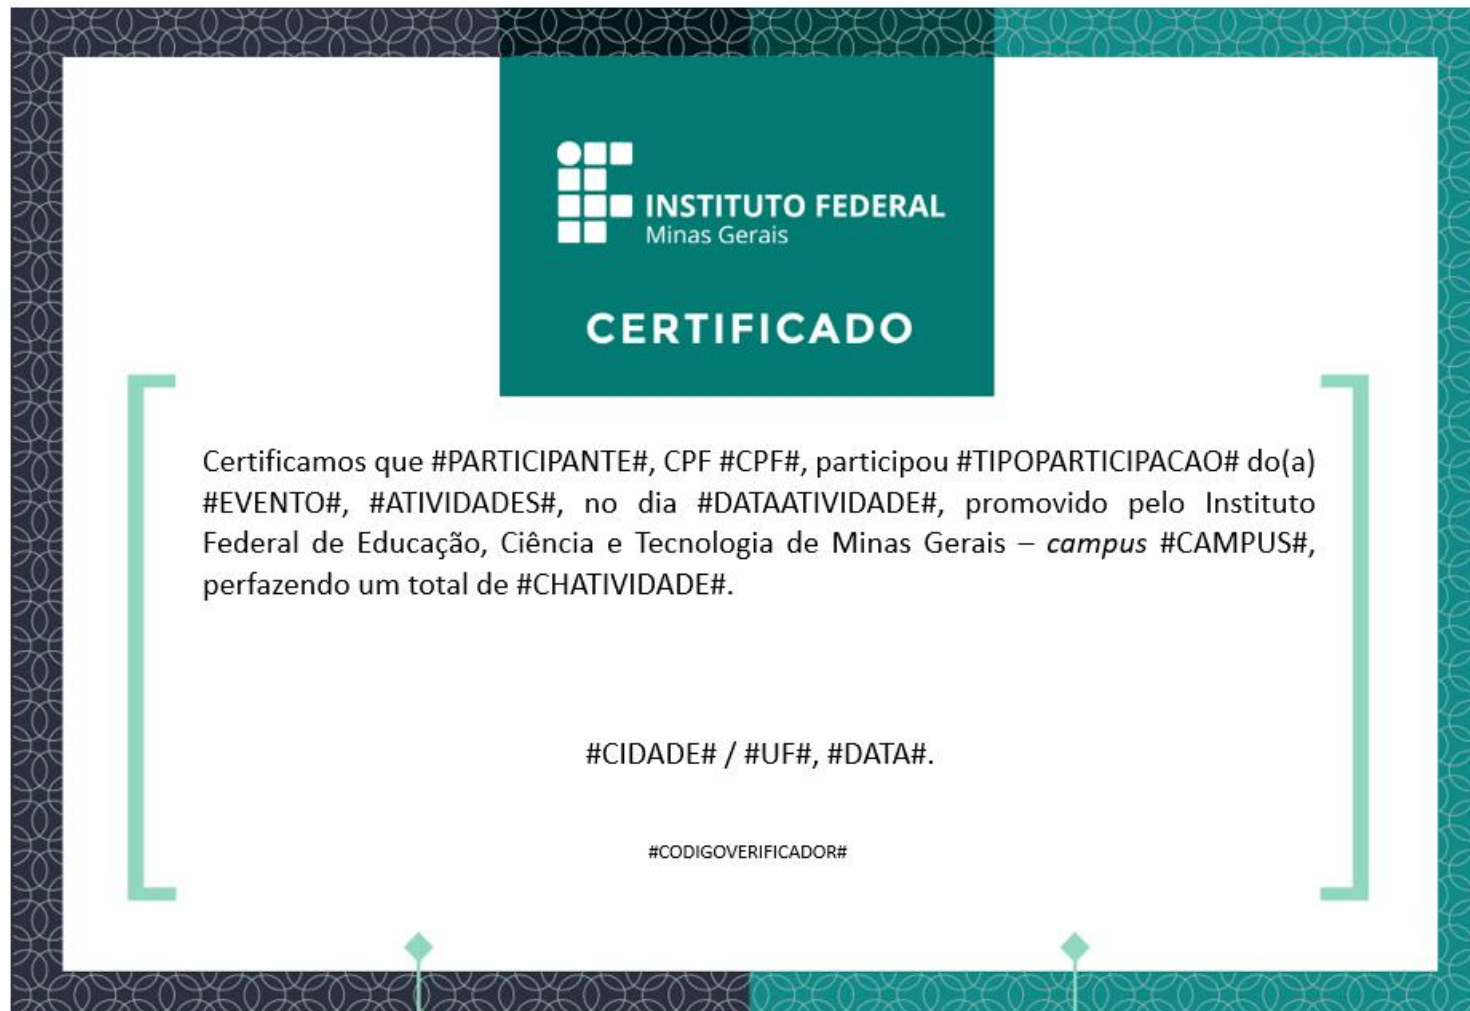 INSTITUTO FEDERAL
Minas Gerais
CERTIFICADO
Certificamos que #PARTICIPANTE#, CPF #CPF#, participou #TIPOPARTICIPACAO# do(a)
#EVENTO#, #ATIVIDADES#, no dia #DATAATIVIDADE#, promovido pelo Instituto
Federal de Educação, Ciência e Tecnologia de Minas Gerais – campus #CAMPUS#,
perfazendo um total de #CHATIVIDADE#.
#CIDADE# / #UF#, #DATA#.
#CODIGOVERIFICADOR#